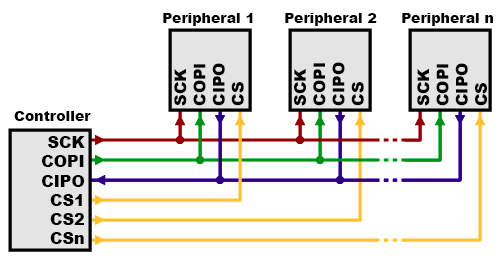 Peripheral 1
Peripheral 2
Peripheral n
SCK
COPI
CIPO
CS
SCK
COPI
CIPO
CS
SCK
COPI
CIPO
CS
Controller
SCK
COPI
CIPO
CS1
CS2
CSn